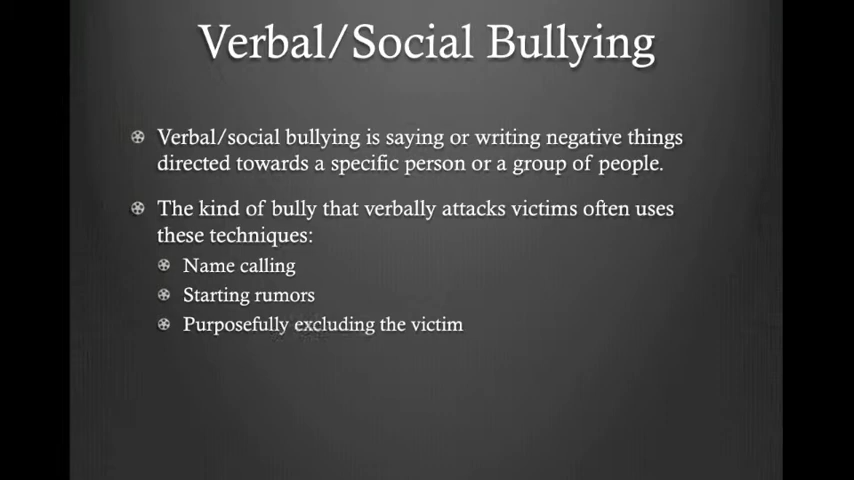 Verbal/Social Bullying
Verbal/social bullying is saying or writing negative things
directed towards a specific person or a group of people.
The kind of bully that verbally attacks victims often uses
these techniques:
Name calling
Starting rumors
Purposefully excluding the victim